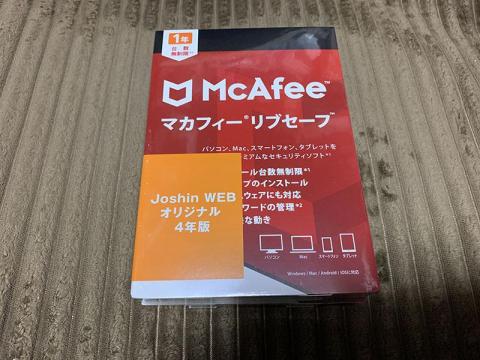 1年
台数
無制限
McAfee™
マカフィー®リブセーフ™
パソコン、Mac、スマートフォン、タブレットを
ミアムなセキュリティソフト*1
ール台数無制限*1
プのインストール
ウェアにも対応
ワードの管理*2
な動き
Joshin WEB
オリジナル
4年版
パソコン Mac スマートフォン タブレット
Windows / Mac / Android / iOSに対応